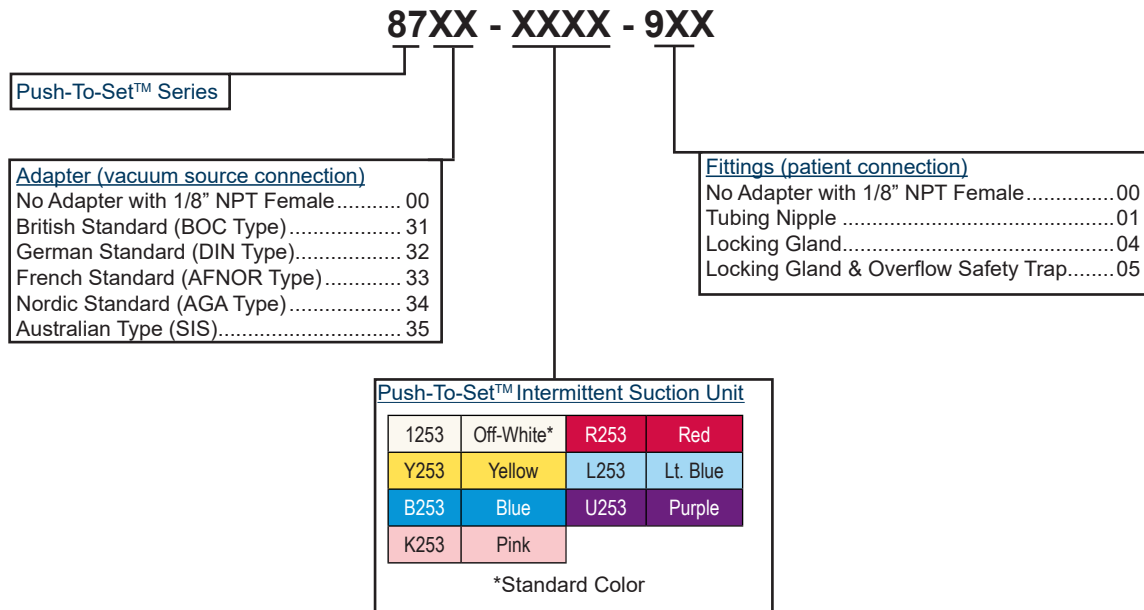 87XX - XXXX - 9XX
Push-To-Set™ Series
Adapter (vacuum source connection)
No Adapter with 1/8” NPT Female........... 00
British Standard (BOC Type)................... 31
German Standard (DIN Type).................. 32
French Standard (AFNOR Type)............. 33
Nordic Standard (AGA Type)................... 34
Australian Type (SIS).............................. 35
Fittings (patient connection)
No Adapter with 1/8” NPT Female...............00
Tubing Nipple ..............................................01
Locking Gland..............................................04
Locking Gland & Overflow Safety Trap........05
Push-To-Set™ Intermittent Suction Unit
1253 Off-White* R253 Red
Y253 Yellow L253 Lt. Blue
B253 Blue U253 Purple
K253 Pink
*Standard Color